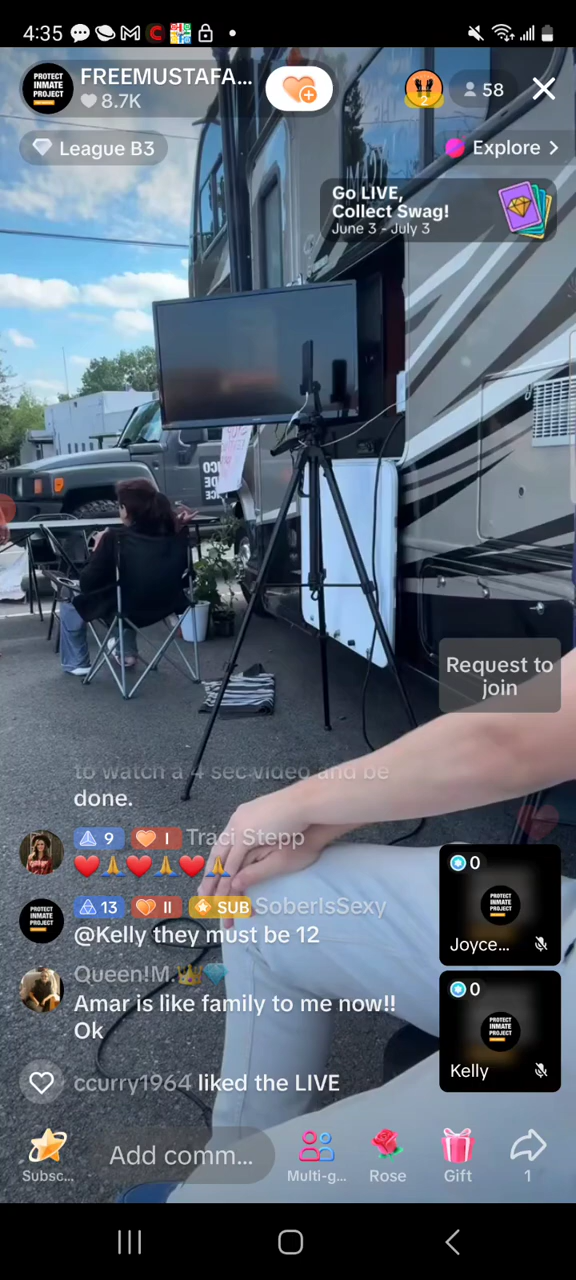 4:35
PROTECT
INMATE
PROJECT
FREEMUSTAFA...
8.7K
2
58
League B3
Explore >
Go LIVE,
Collect Swag!
June 3 - July 3
Request to
join
to watch a 4 sec video and be
done.
9 I Traci Stepp
❤️🙏❤️🙏❤️🙏
PROTECT
INMATE
PROJECT
13 II SUB SoberIsSexy
@Kelly they must be 12
Queen!M.👑💎
Amar is like family to me now!!
Ok
ccurry1964 liked the LIVE
0
PROTECT
INMATE
PROJECT
Joyce...
0
PROTECT
INMATE
PROJECT
Kelly
Subsc...
Add comm...
Multi-g...
Rose
Gift
1